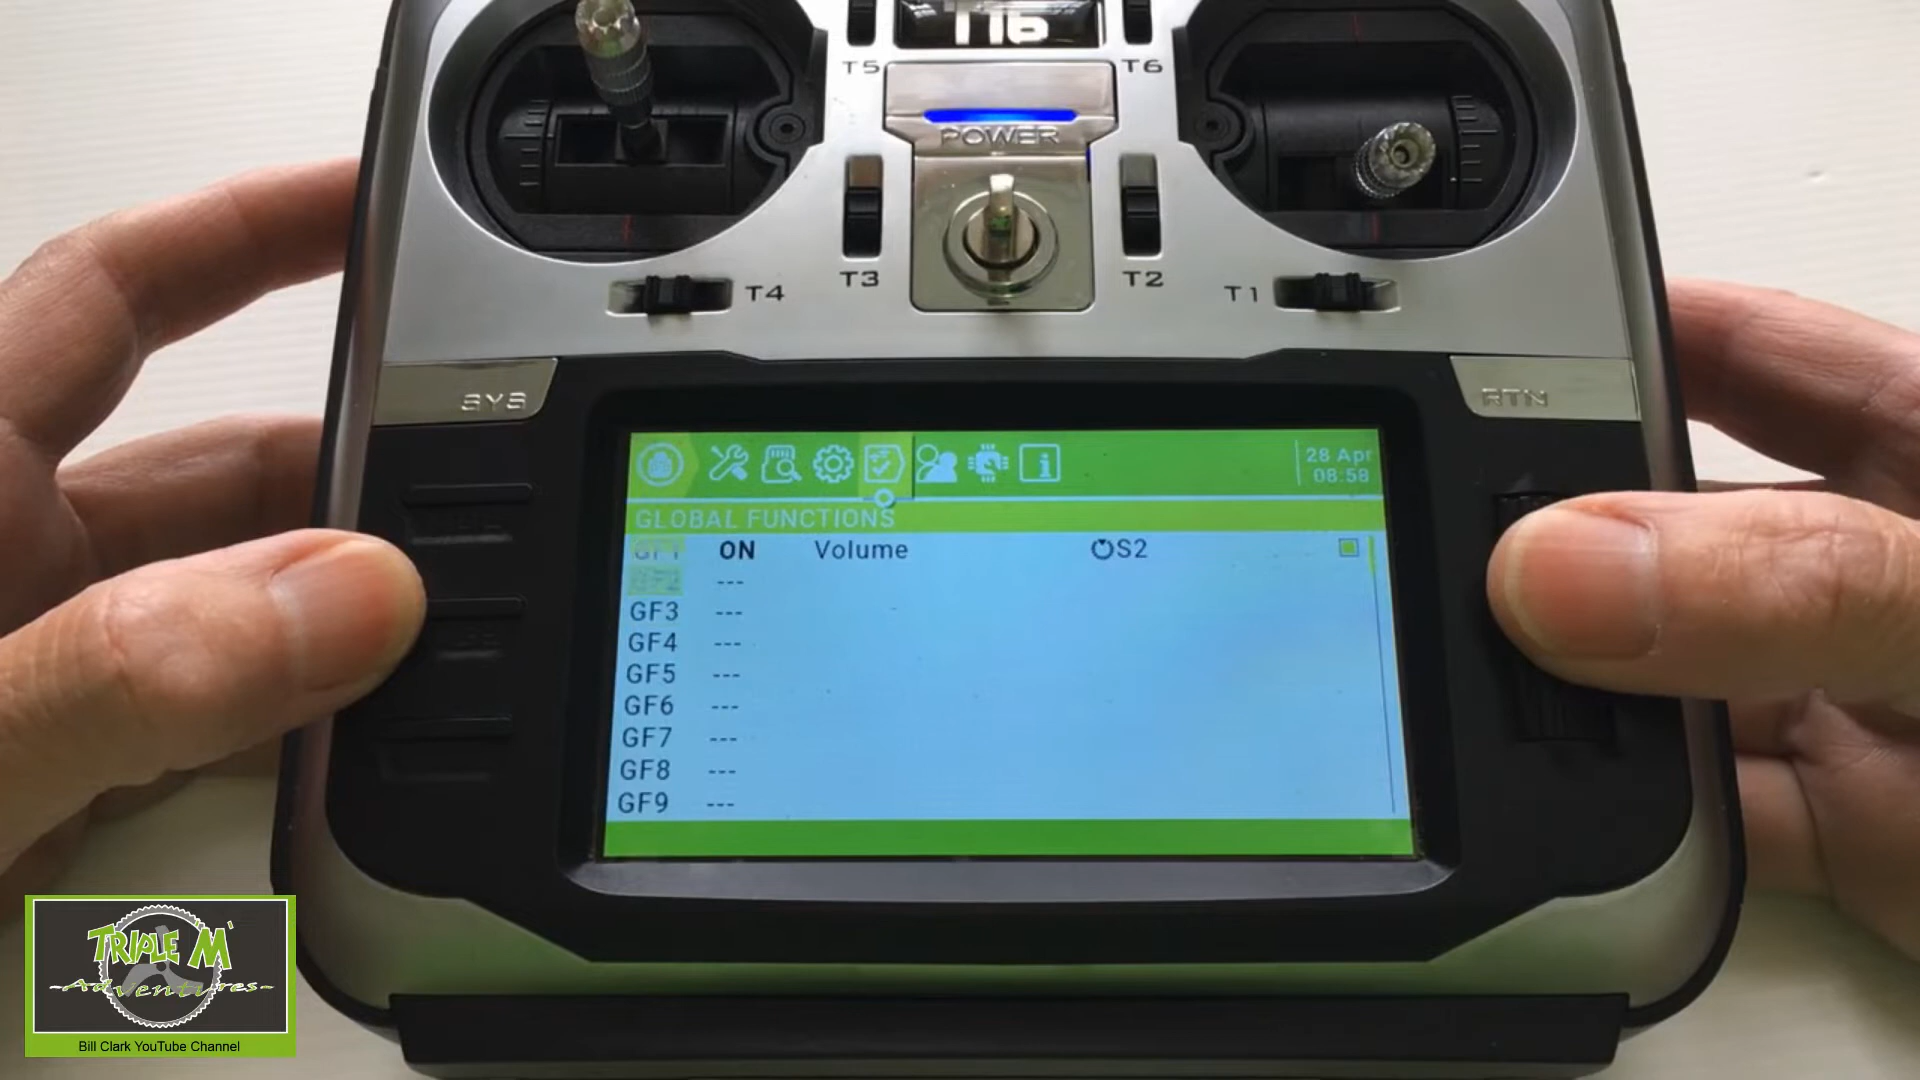 T16
T5
T6
POWER
T4
T3
T2
T1
SYS
RTN
28 Apr
08:58
GLOBAL FUNCTIONS
GF1 ON Volume S2
---
GF3 ---
GF4 ---
GF5 ---
GF6 ---
GF7 ---
GF8 ---
GF9 ---
TRIPLE M'
-Adventures-
Bill Clark YouTube Channel